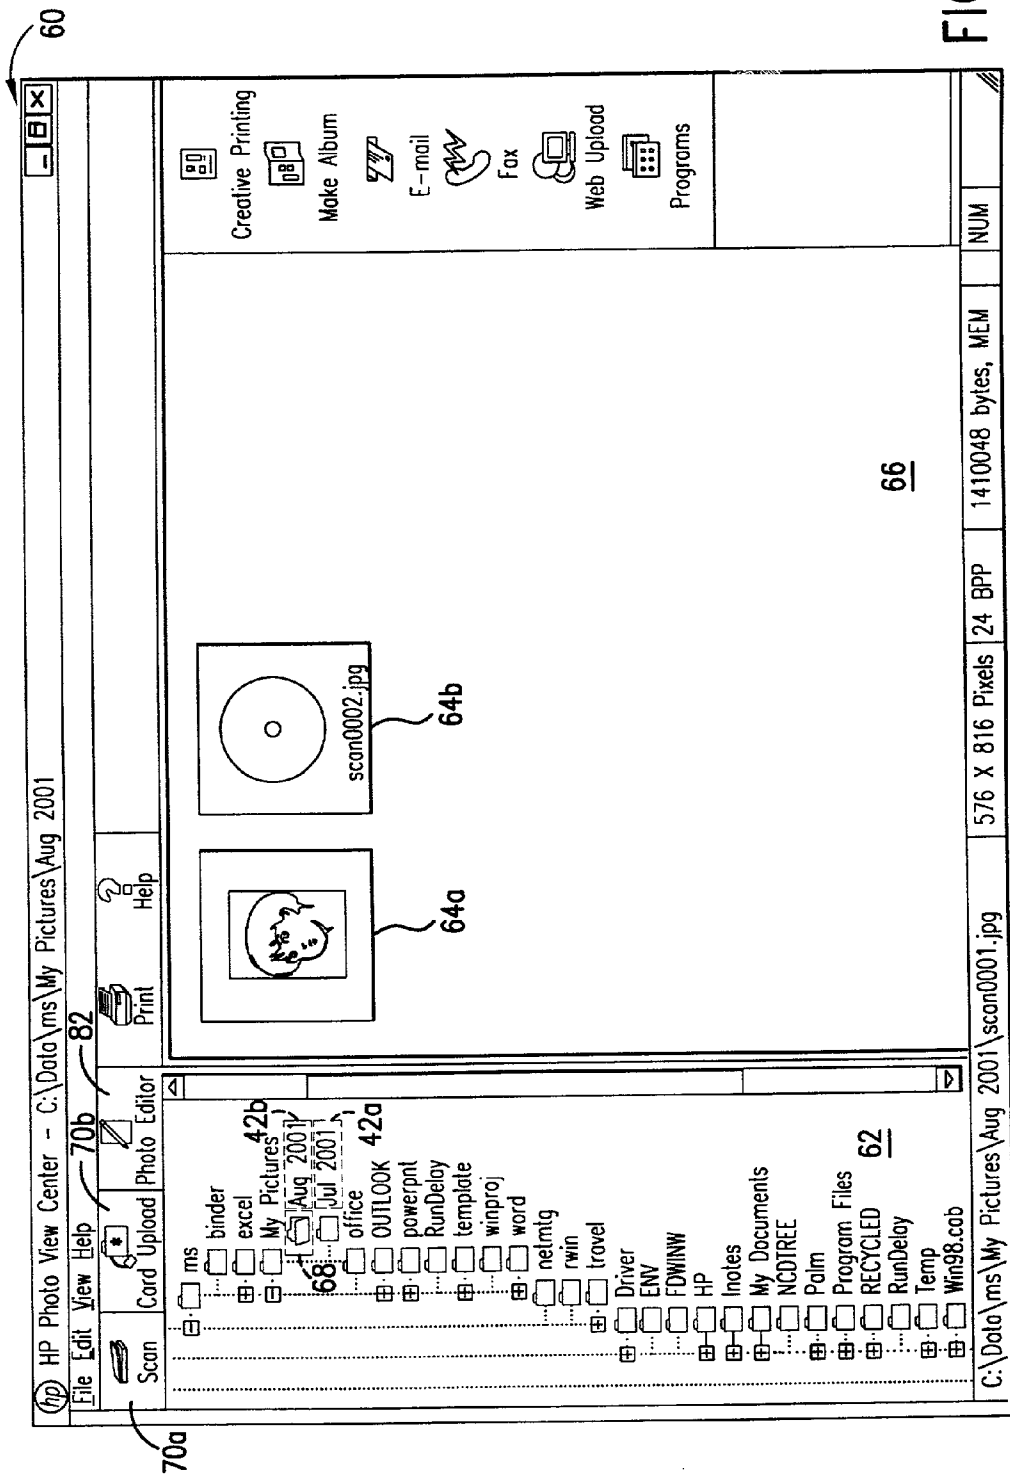 60
hp HP Photo View Center - C:\Data\ms\My Pictures\Aug 2001
File Edit View Help
70b
82
70a
Scan
Card Upload
Photo Editor
Print
Help
ms
binder
excel
My Pictures
42b
68
Aug 2001
Jul 2001
42a
office
OUTLOOK
powerpnt
RunDelay
template
winproj
word
netmtg
rwin
travel
Driver
ENV
FDWINW
HP
Inotes
My Documents
NCDTREE
Palm
Program Files
RECYCLED
RunDelay
Temp
Win98.cab
62
64a
scan0002.jpg
64b
66
Creative Printing
Make Album
E-mail
Fax
Web Upload
Programs
C:\Data\ms\My Pictures\Aug 2001\scan0001.jpg
576 X 816 Pixels
24 BPP
1410048 bytes, MEM
NUM